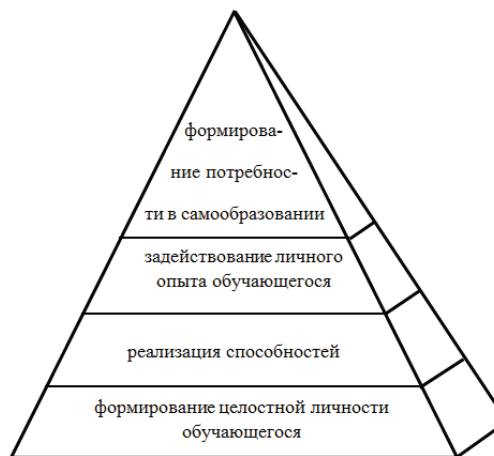 формирова-
ние потребнос-
ти в самообразовании
задействование личного
опыта обучающегося
реализация способностей
формирование целостной личности
обучающегося